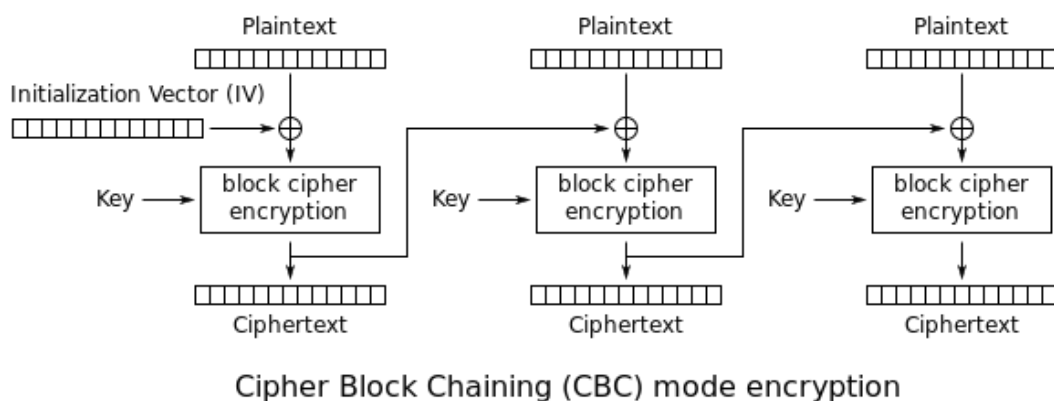 Plaintext
Plaintext
Plaintext
Initialization Vector (IV)
Key
block cipher
encryption
Key
block cipher
encryption
Key
block cipher
encryption
Ciphertext
Ciphertext
Ciphertext
Cipher Block Chaining (CBC) mode encryption